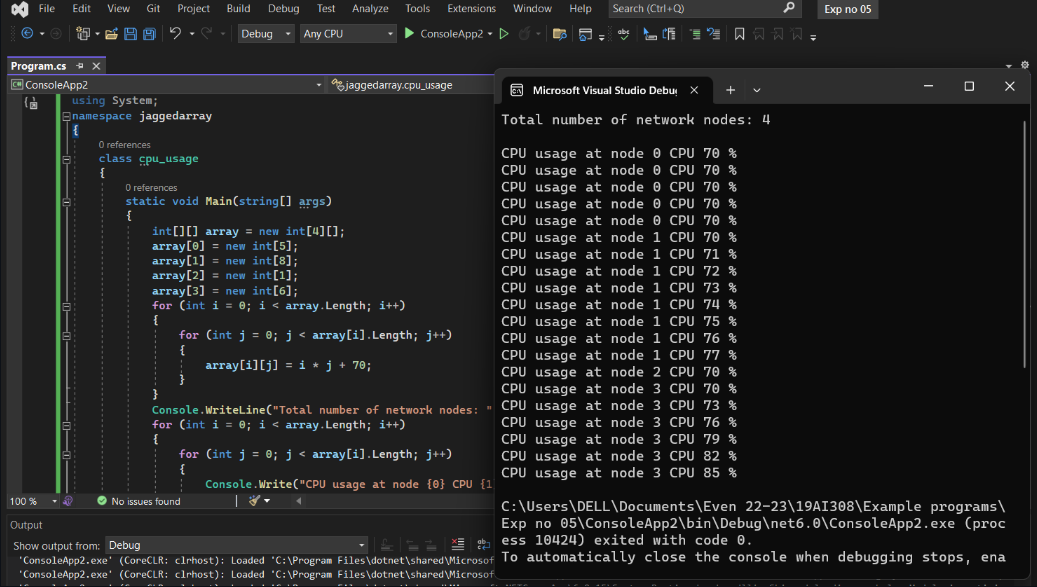 File Edit View Git Project Build Debug Test Analyze Tools Extensions Window Help Search (Ctrl+Q) Exp no 05
Debug Any CPU ConsoleApp2
Program.cs
ConsoleApp2 jaggedarray.cpu_usage
using System;
namespace jaggedarray
{
0 references
class cpu_usage
{
0 references
static void Main(string[] args)
{
int[][] array = new int[4][];
array[0] = new int[5];
array[1] = new int[8];
array[2] = new int[1];
array[3] = new int[6];
for (int i = 0; i < array.Length; i++)
{
for (int j = 0; j < array[i].Length; j++)
{
array[i][j] = i * j + 70;
}
}
Console.WriteLine("Total number of network nodes: "
for (int i = 0; i < array.Length; i++)
{
for (int j = 0; j < array[i].Length; j++)
{
Console.Write("CPU usage at node {0} CPU {1
100 % No issues found
Output
Show output from: Debug
'ConsoleApp2.exe' (CoreCLR: clrhost): Loaded 'C:\Program Files\dotnet\shared\Microsof
'ConsoleApp2.exe' (CoreCLR: clrhost): Loaded 'C:\Program Files\dotnet\shared\Microsof
Microsoft Visual Studio Debug
Total number of network nodes: 4
CPU usage at node 0 CPU 70 %
CPU usage at node 0 CPU 70 %
CPU usage at node 0 CPU 70 %
CPU usage at node 0 CPU 70 %
CPU usage at node 0 CPU 70 %
CPU usage at node 1 CPU 70 %
CPU usage at node 1 CPU 71 %
CPU usage at node 1 CPU 72 %
CPU usage at node 1 CPU 73 %
CPU usage at node 1 CPU 74 %
CPU usage at node 1 CPU 75 %
CPU usage at node 1 CPU 76 %
CPU usage at node 1 CPU 77 %
CPU usage at node 2 CPU 70 %
CPU usage at node 3 CPU 70 %
CPU usage at node 3 CPU 73 %
CPU usage at node 3 CPU 76 %
CPU usage at node 3 CPU 79 %
CPU usage at node 3 CPU 82 %
CPU usage at node 3 CPU 85 %
C:\Users\DELL\Documents\Even 22-23\19AI308\Example programs\
Exp no 05\ConsoleApp2\bin\Debug\net6.0\ConsoleApp2.exe (proc
ess 10424) exited with code 0.
To automatically close the console when debugging stops, ena